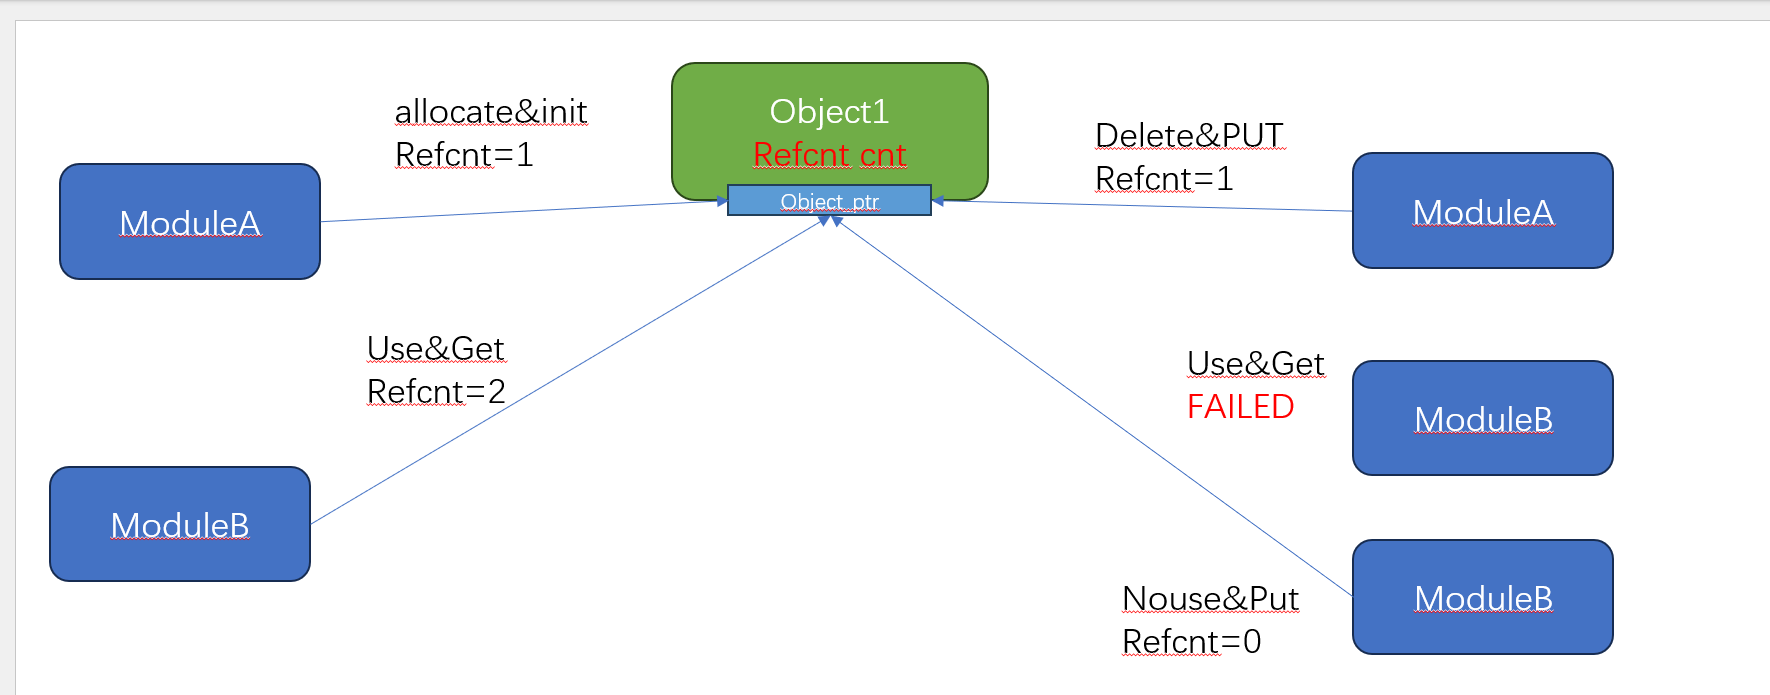 allocate&init
Refcnt=1
ModuleA
Object1
Refcnt cnt
Object_ptr
Delete&PUT
Refcnt=1
ModuleA
Use&Get
Refcnt=2
ModuleB
Use&Get
FAILED
ModuleB
Nouse&Put
Refcnt=0
ModuleB